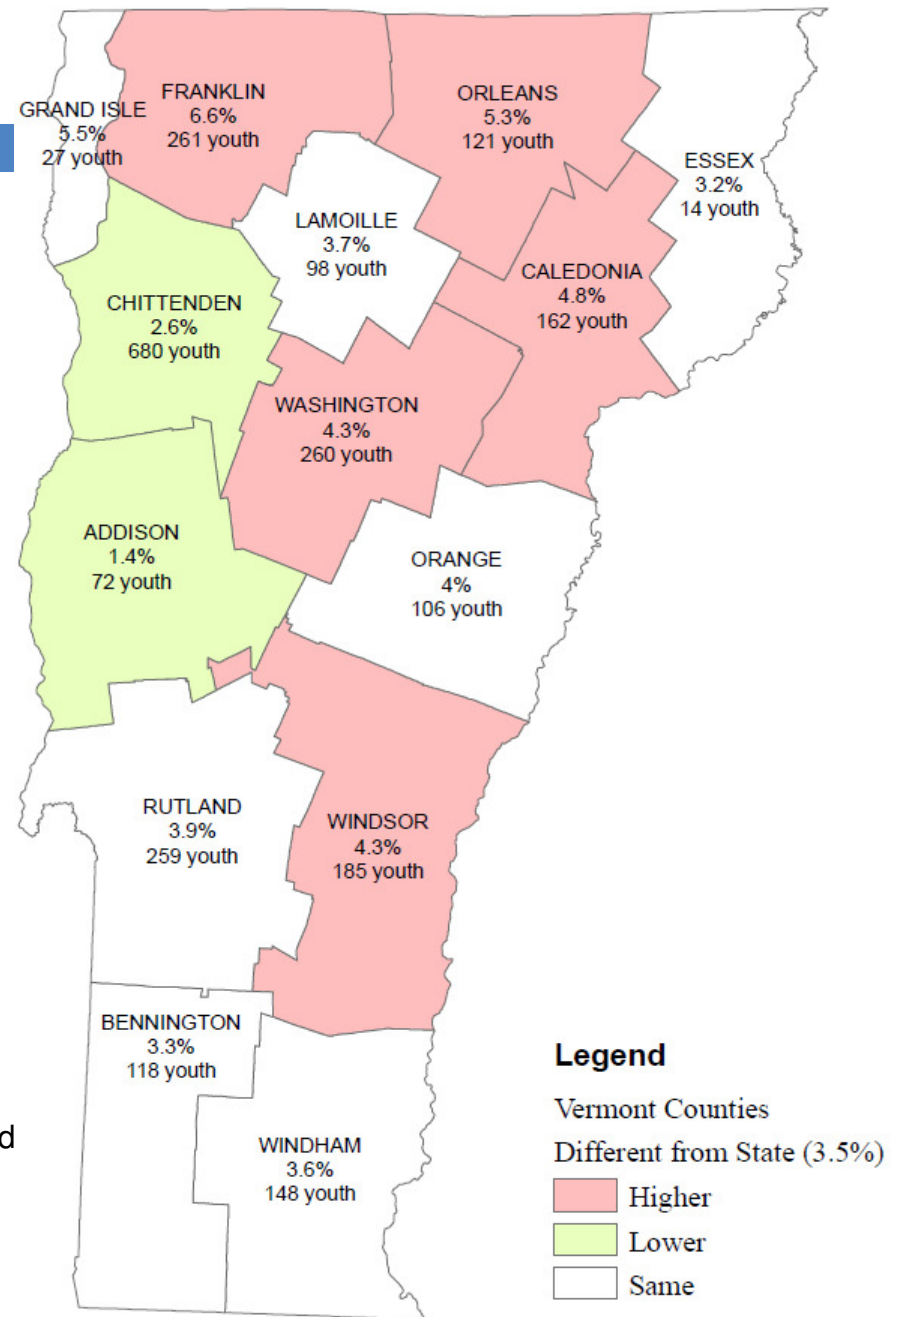 FRANKLIN
6.6%
261 youth
ORLEANS
5.3%
121 youth
GRAND ISLE
5.5%
27 youth
ESSEX
3.2%
14 youth
LAMOILLE
3.7%
98 youth
CALEDONIA
4.8%
162 youth
CHITTENDEN
2.6%
680 youth
WASHINGTON
4.3%
260 youth
ADDISON
1.4%
72 youth
ORANGE
4%
106 youth
RUTLAND
3.9%
259 youth
WINDSOR
4.3%
185 youth
BENNINGTON
3.3%
118 youth
d
WINDHAM
3.6%
148 youth
Legend
Vermont Counties
Different from State (3.5%)
Higher
Lower
Same